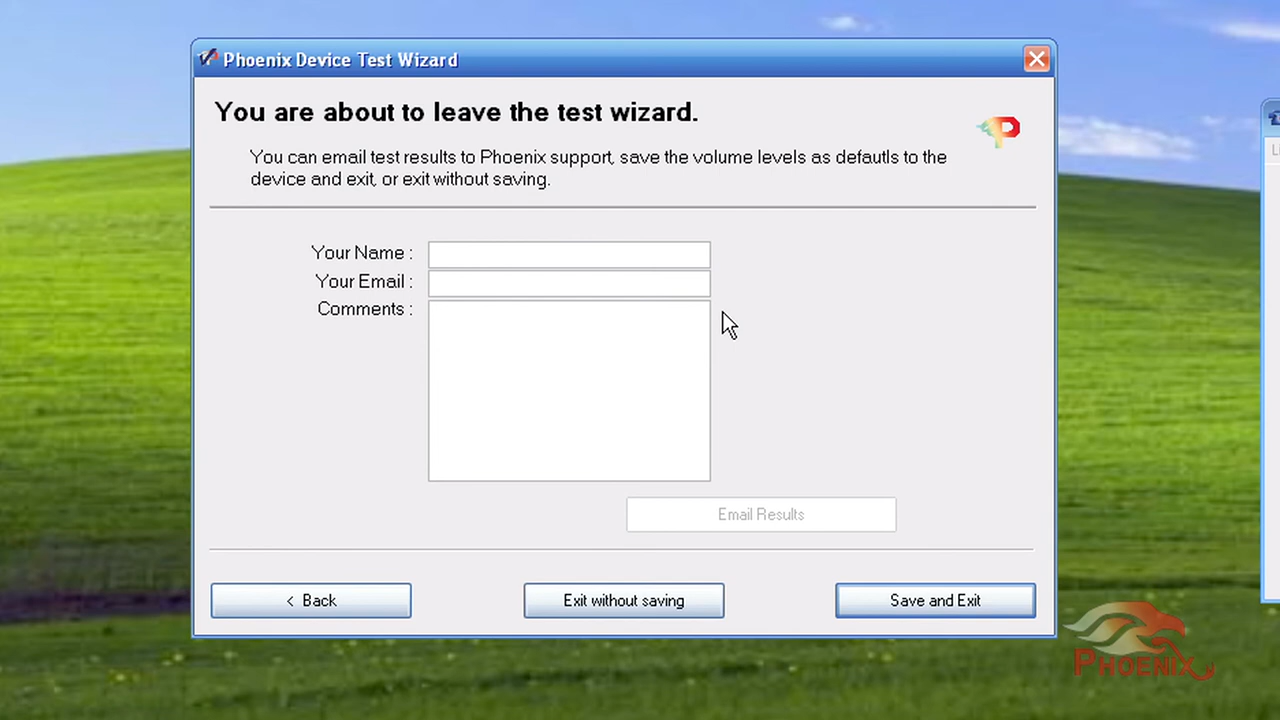 Phoenix Device Test Wizard
You are about to leave the test wizard.
You can email test results to Phoenix support, save the volume levels as defautls to the
device and exit, or exit without saving.
Your Name :
Your Email :
Comments :
Email Results
< Back
Exit without saving
Save and Exit
PHOENIX